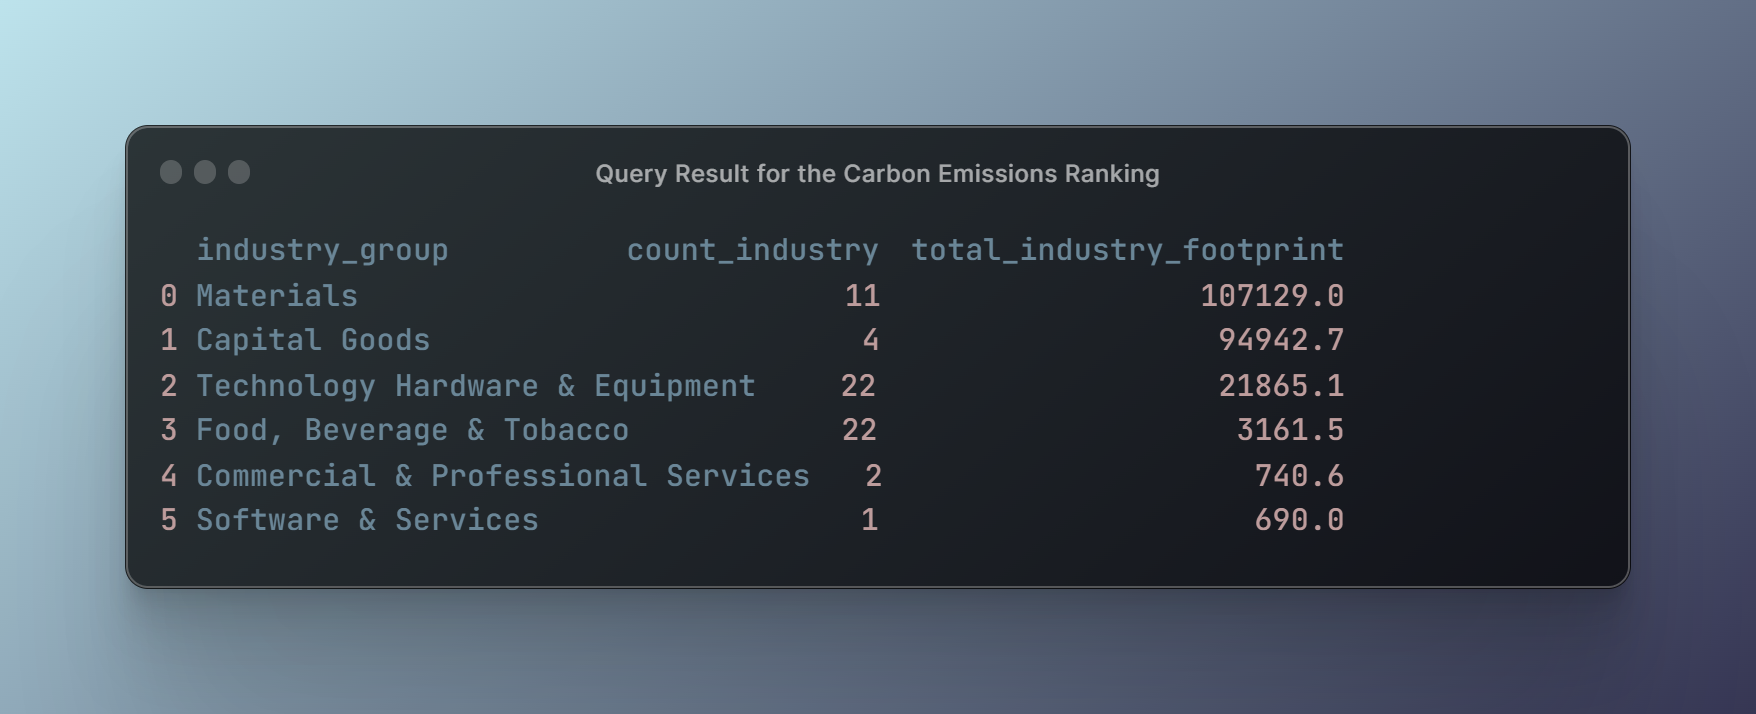 Query Result for the Carbon Emissions Ranking
industry_group count_industry total_industry_footprint
0 Materials 11 107129.0
1 Capital Goods 4 94942.7
2 Technology Hardware & Equipment 22 21865.1
3 Food, Beverage & Tobacco 22 3161.5
4 Commercial & Professional Services 2 740.6
5 Software & Services 1 690.0